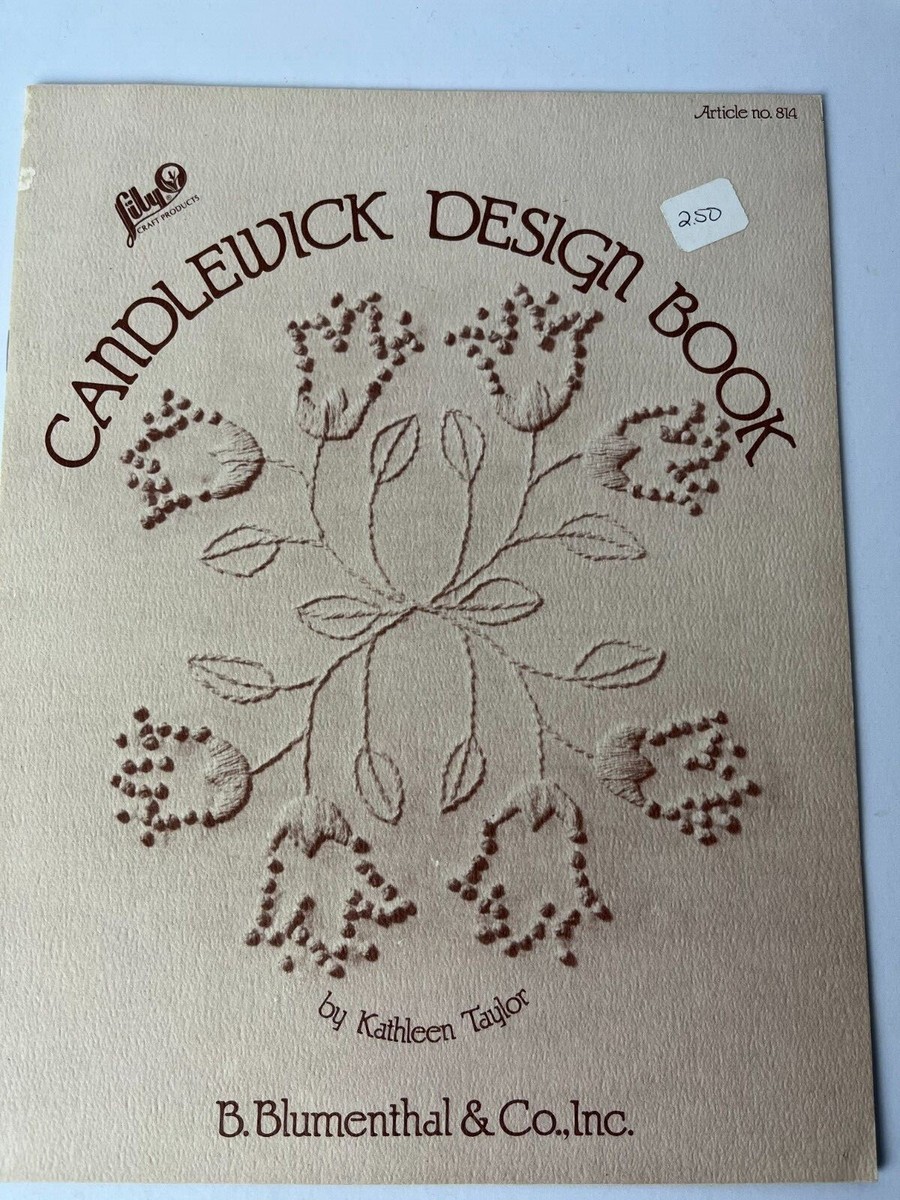 Article no. 814
Lily
CRAFT PRODUCTS
2.50
CANDLEWICK DESIGN BOOK
by Kathleen Taylor
B. Blumenthal & Co., Inc.